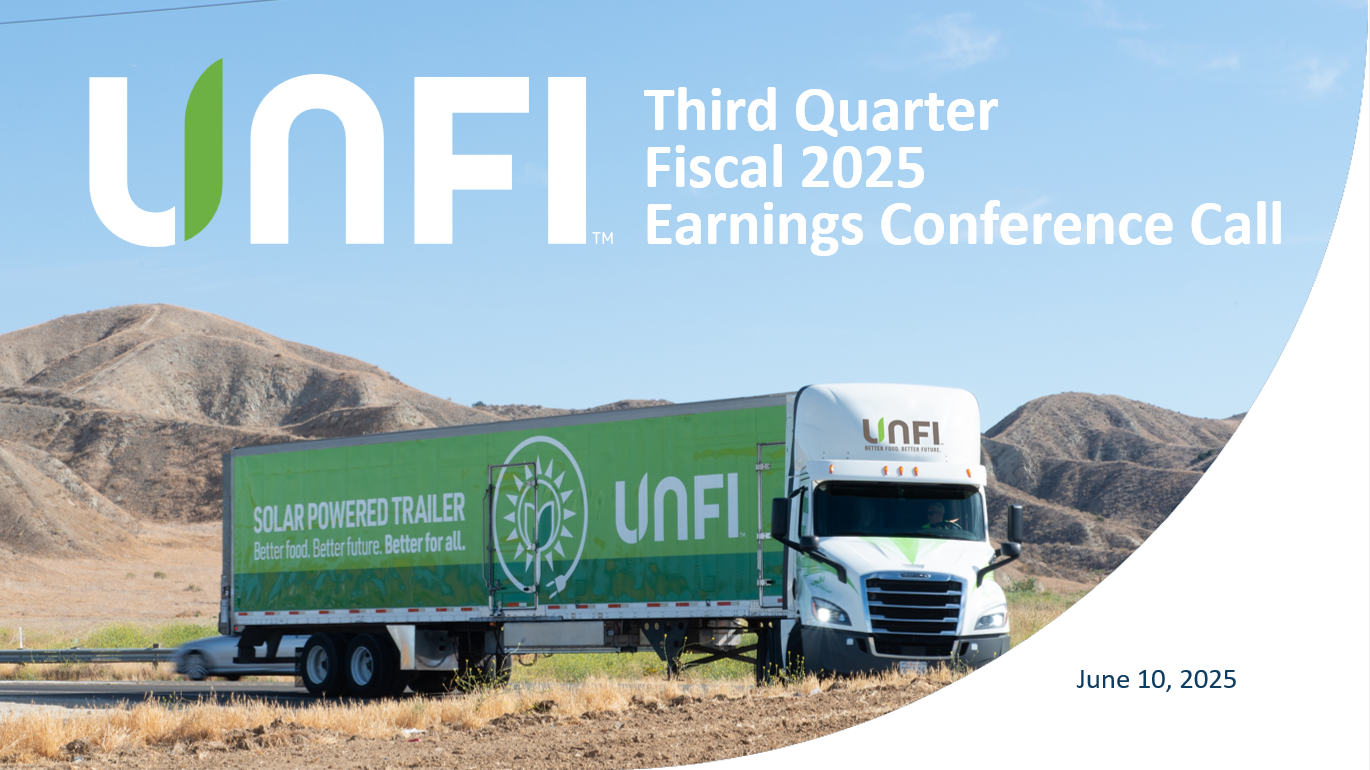 UNFI
TM
Third Quarter
Fiscal 2025
Earnings Conference Call
UNFI
BETTER FOOD. BETTER FUTURE.
SOLAR POWERED TRAILER
Better food. Better future. Better for all.
UNFI
June 10, 2025